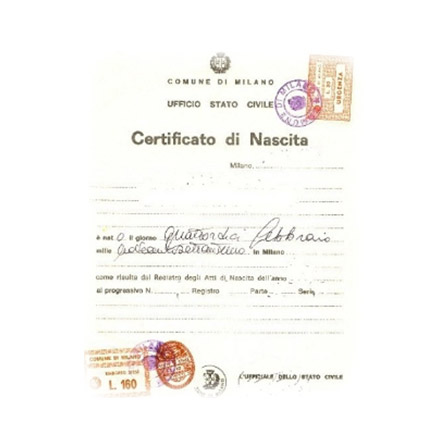 COMUNE DI MILANO
UFFICIO STATO CIVILE
URGENZA
Certificato di Nascita
Milano,
è nato il giorno quattordici febbraio
mille in Milano
come risulta dal Registro degli Atti di Nascita dell'anno
al progressivo N. Registro Parte Serie
COMUNE DI MILANO
L. 160
L'UFFICIALE DELLO STATO CIVILE